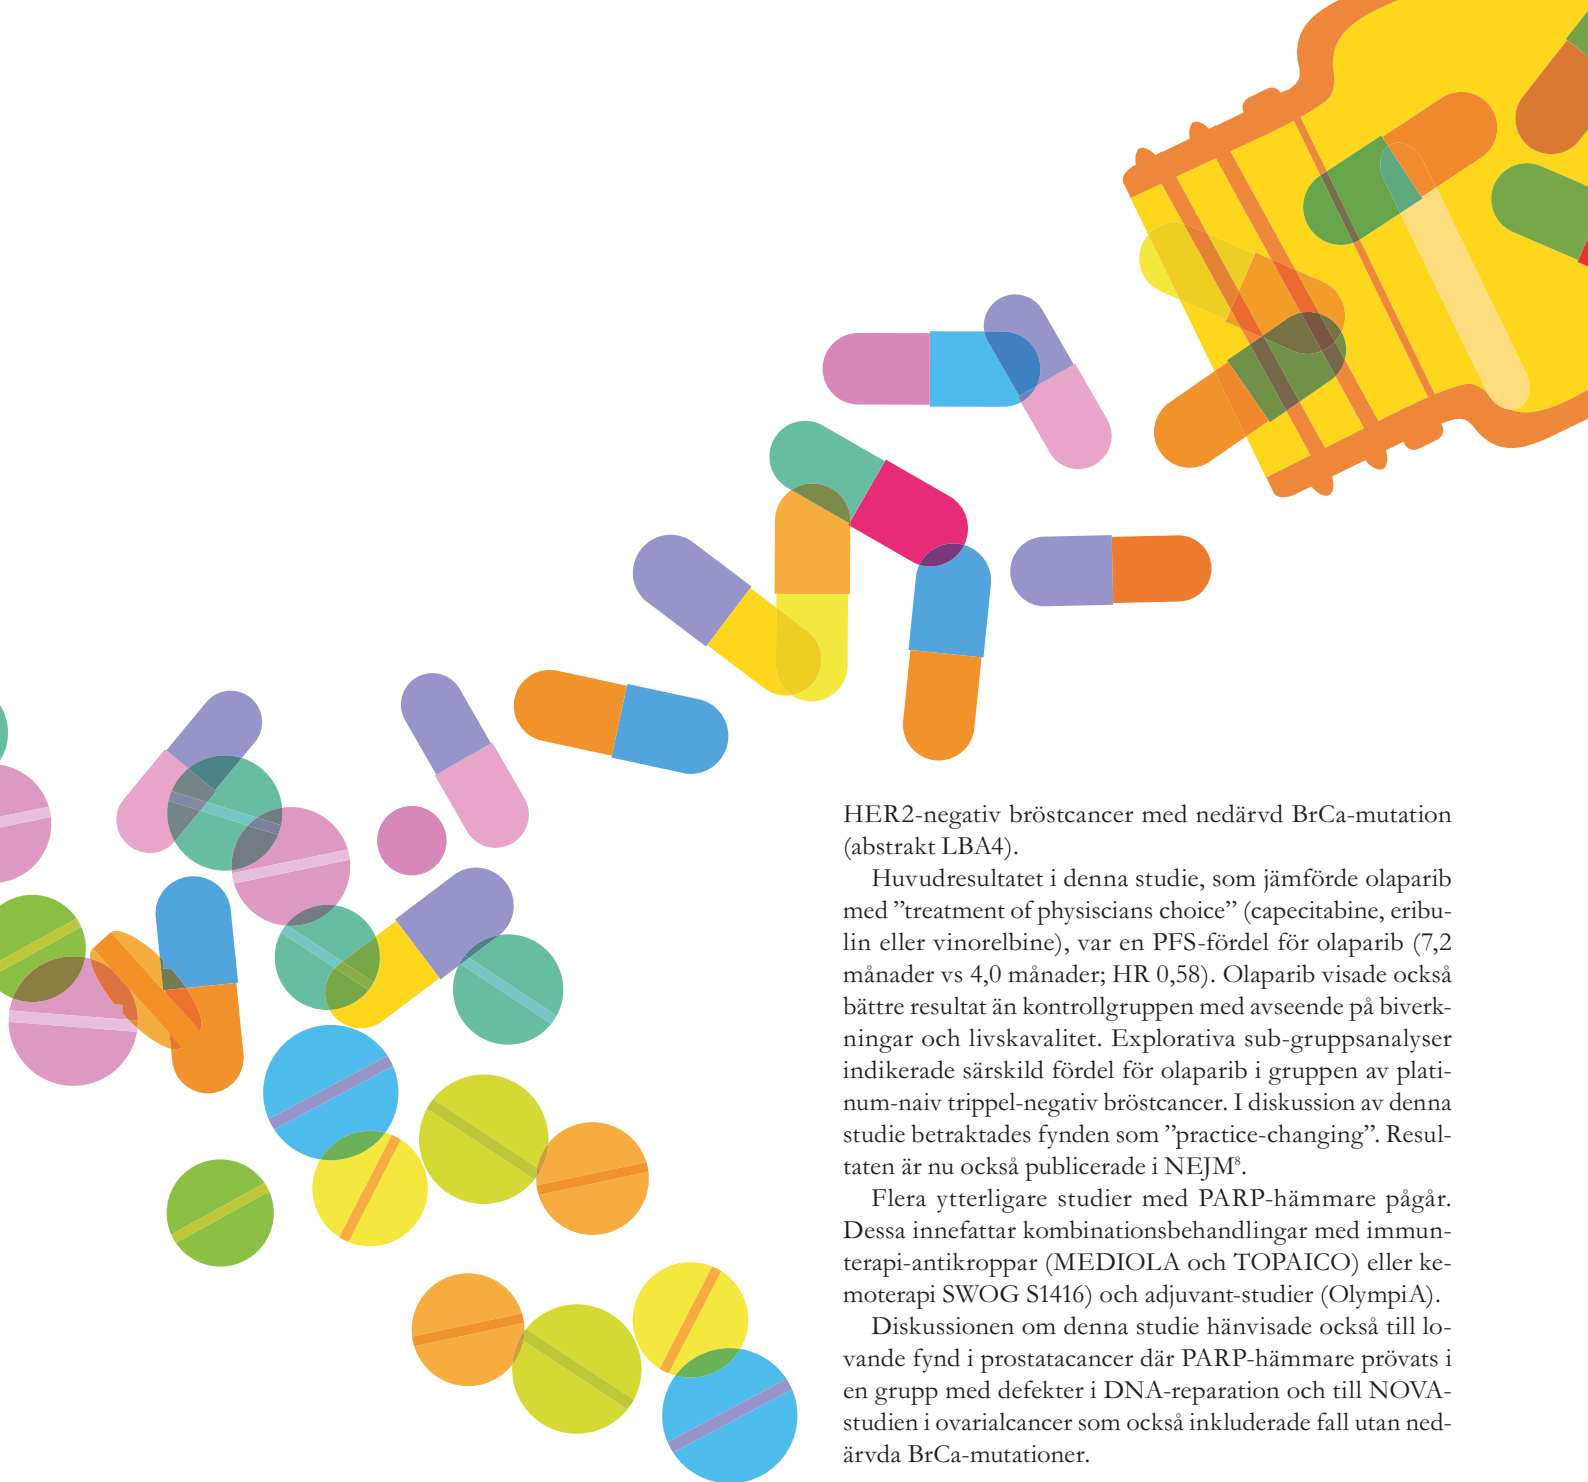 HER2-negativ bröstcancer med nedärvd BrCa-mutation
(abstrakt LBA4).
Huvudresultatet i denna studie, som jämförde olaparib
med ”treatment of physiscians choice” (capecitabine, eribu-
lin eller vinorelbine), var en PFS-fördel för olaparib (7,2
månader vs 4,0 månader; HR 0,58). Olaparib visade också
bättre resultat än kontrollgruppen med avseende på biverk-
ningar och livskavalitet. Explorativa sub-gruppsanalyser
indikerade särskild fördel för olaparib i gruppen av plati-
num-naiv trippel-negativ bröstcancer. I diskussion av denna
studie betraktades fynden som ”practice-changing”. Resul-
taten är nu också publicerade i NEJM⁸.
Flera ytterligare studier med PARP-hämmare pågår.
Dessa innefattar kombinationsbehandlingar med immun-
terapi-antikroppar (MEDIOLA och TOPAICO) eller ke-
moterapi SWOG S1416) och adjuvant-studier (OlympiA).
Diskussionen om denna studie hänvisade också till lo-
vande fynd i prostatacancer där PARP-hämmare prövats i
en grupp med defekter i DNA-reparation och till NOVA-
studien i ovarialcancer som också inkluderade fall utan ned-
ärvda BrCa-mutationer.